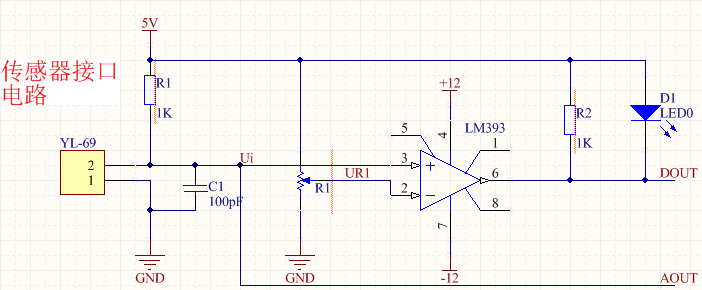 5V
传感器接口
电路
R1
1K
YL-69
2
1
C1
100pF
GND
Ui
R1
UR1
GND
+12
LM393
5
4
1
3
+
2
−
6
8
7
-12
R2
1K
D1
LED0
DOUT
AOUT